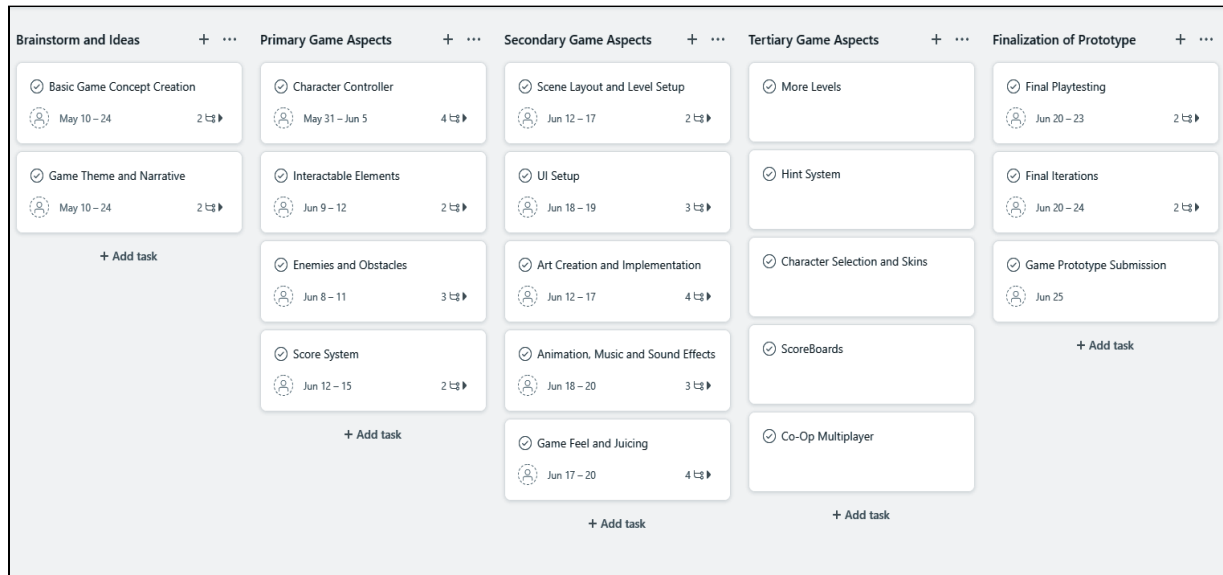 Brainstorm and Ideas
Basic Game Concept Creation
May 10 – 24
2
Game Theme and Narrative
May 10 – 24
2
+ Add task
Primary Game Aspects
Character Controller
May 31 – Jun 5
4
Interactable Elements
Jun 9 – 12
2
Enemies and Obstacles
Jun 8 – 11
3
Score System
Jun 12 – 15
2
+ Add task
Secondary Game Aspects
Scene Layout and Level Setup
Jun 12 – 17
2
UI Setup
Jun 18 – 19
3
Art Creation and Implementation
Jun 12 – 17
4
Animation, Music and Sound Effects
Jun 18 – 20
3
Game Feel and Juicing
Jun 17 – 20
4
+ Add task
Tertiary Game Aspects
More Levels
Hint System
Character Selection and Skins
ScoreBoards
Co-Op Multiplayer
+ Add task
Finalization of Prototype
Final Playtesting
Jun 20 – 23
2
Final Iterations
Jun 20 – 24
2
Game Prototype Submission
Jun 25
+ Add task